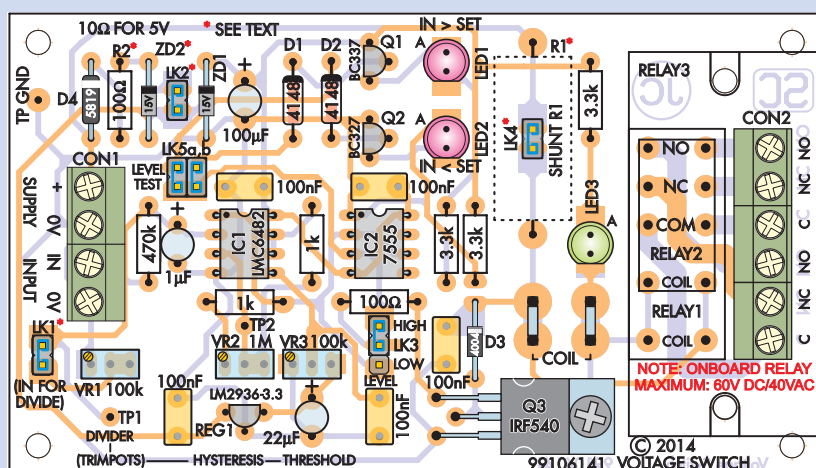 10Ω FOR 5V
* SEE TEXT
IN > SET
TP GND
D4
5819
R2*
100Ω
ZD2*
15V
LK2*
ZD1
15V
+
100µF
D1
4148
D2
4148
BC337
Q1
BC327
Q2
A
LED1
A
LED2
IN < SET
R1*
LK4*
SHUNT R1
3.3k
RELAY3
CON2
NO
NC
COM
RELAY2
COIL
RELAY1
COIL
NO
NC
C
NO
NC
C
CON1
SUPPLY
+
0V
INPUT
IN
0V
LEVEL
TEST
LK5a,b
100nF
100nF
470k
+
1µF
IC1
LMC6482
1k
IC2
7555
3.3k
3.3k
LED3
A
1k
100Ω
TP2
HIGH
LK3
LOW
LEVEL
D3
COIL
LK1*
(IN FOR
DIVIDE)
VR1 100k
VR2 1M
VR3 100k
100nF
NOTE: ONBOARD RELAY
MAXIMUM: 60V DC/40VAC
TP1
100nF
LM2936-3.3
REG1
+
22µF
100nF
Q3
IRF540
DIVIDER
(TRIMPOTS)
HYSTERESIS
THRESHOLD
© 2014
99106141 VOLTAGE SWITCH